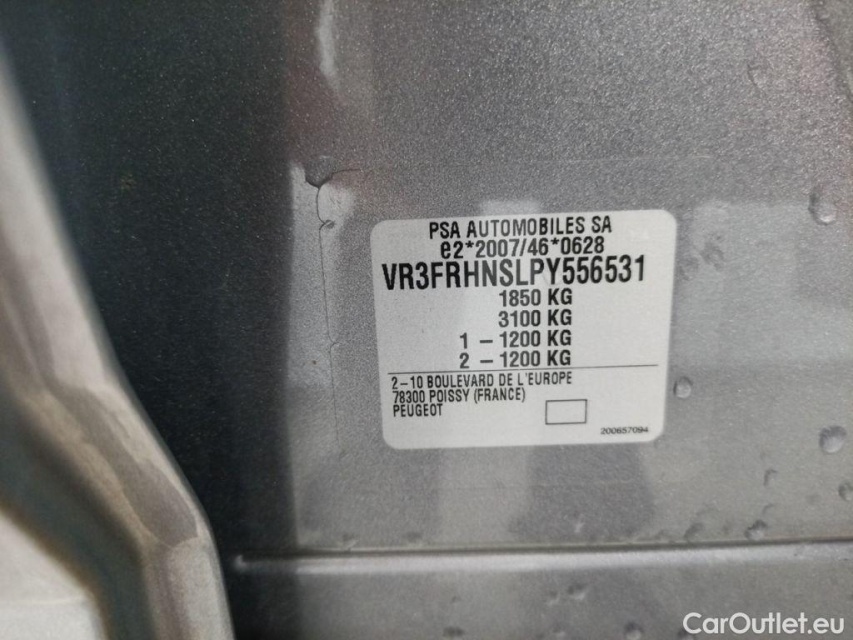 PSA AUTOMOBILES SA
e2*2007/46*0628
VR3FRHNSLPY556531
1850 KG
3100 KG
1 - 1200 KG
2 - 1200 KG
2-10 BOULEVARD DE L'EUROPE
78300 POISSY (FRANCE)
PEUGEOT
200657094
CarOutlet.eu